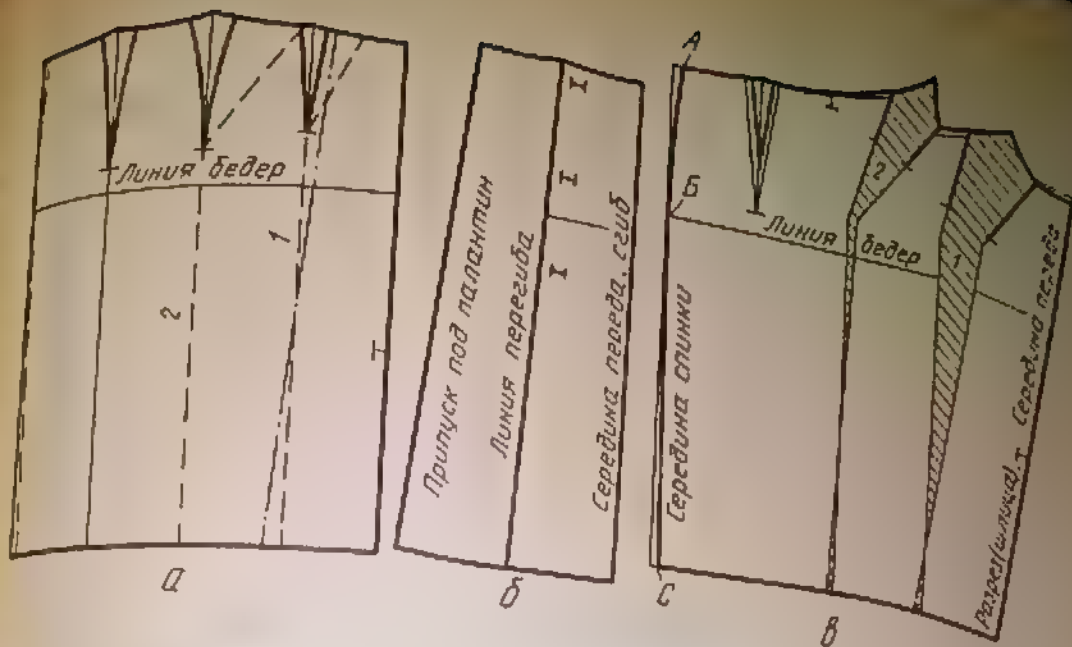 Линия бедер
1
2
а
Припуск под палантин
Линия перегиба
Середина переда. сгиб
б
А
Б
2
Линия бедер
1
Середина спинки
Разрез (шлица).
Середина переда
С
В